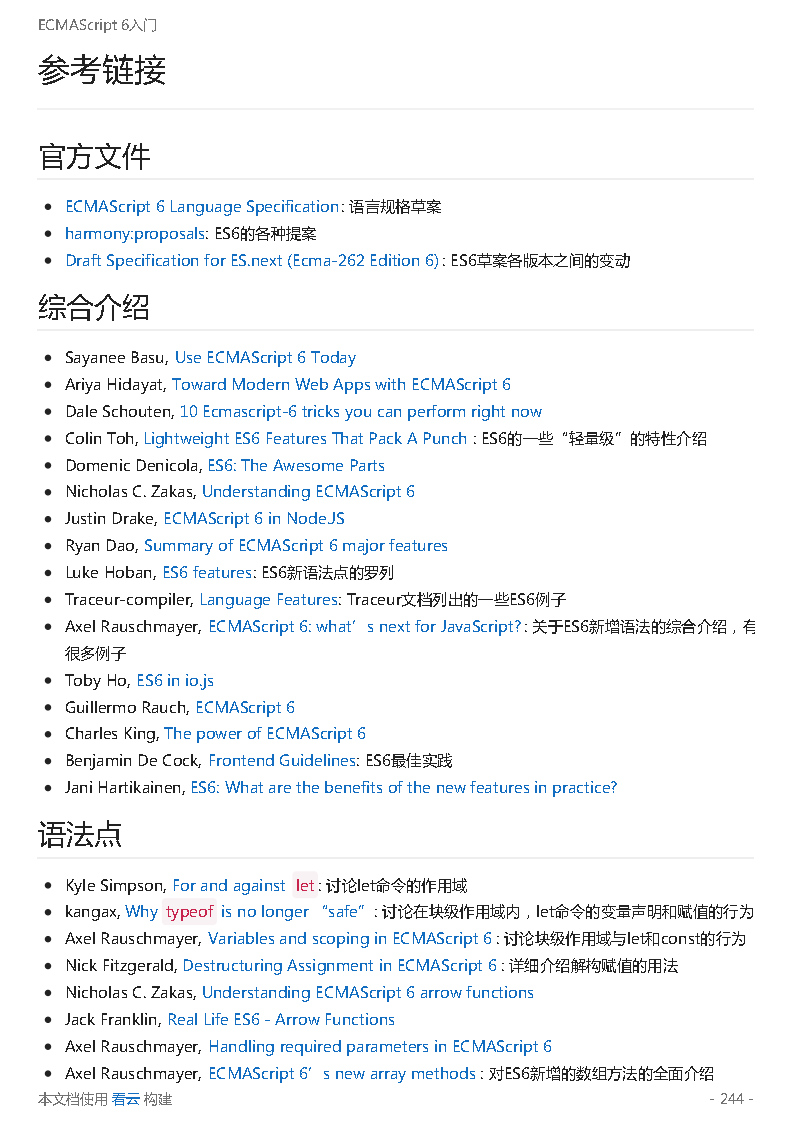 ECMAScript 6入门
参考链接
官方文件
• ECMAScript 6 Language Specification: 语言规格草案
• harmony:proposals: ES6的各种提案
• Draft Specification for ES.next (Ecma-262 Edition 6): ES6草案各版本之间的变动
综合介绍
• Sayanee Basu, Use ECMAScript 6 Today
• Ariya Hidayat, Toward Modern Web Apps with ECMAScript 6
• Dale Schouten, 10 Ecmascript-6 tricks you can perform right now
• Colin Toh, Lightweight ES6 Features That Pack A Punch : ES6的一些“轻量级”的特性介绍
• Domenic Denicola, ES6: The Awesome Parts
• Nicholas C. Zakas, Understanding ECMAScript 6
• Justin Drake, ECMAScript 6 in NodeJS
• Ryan Dao, Summary of ECMAScript 6 major features
• Luke Hoban, ES6 features: ES6新语法点的罗列
• Traceur-compiler, Language Features: Traceur文档列出的一些ES6例子
• Axel Rauschmayer, ECMAScript 6: what’s next for JavaScript?: 关于ES6新增语法的综合介绍，有
很多例子
• Toby Ho, ES6 in io.js
• Guillermo Rauch, ECMAScript 6
• Charles King, The power of ECMAScript 6
• Benjamin De Cock, Frontend Guidelines: ES6最佳实践
• Jani Hartikainen, ES6: What are the benefits of the new features in practice?
语法点
• Kyle Simpson, For and against let: 讨论let命令的作用域
• kangax, Why typeof is no longer “safe”: 讨论在块级作用域内，let命令的变量声明和赋值的行为
• Axel Rauschmayer, Variables and scoping in ECMAScript 6: 讨论块级作用域与let和const的行为
• Nick Fitzgerald, Destructuring Assignment in ECMAScript 6: 详细介绍解构赋值的用法
• Nicholas C. Zakas, Understanding ECMAScript 6 arrow functions
• Jack Franklin, Real Life ES6 - Arrow Functions
• Axel Rauschmayer, Handling required parameters in ECMAScript 6
• Axel Rauschmayer, ECMAScript 6’s new array methods: 对ES6新增的数组方法的全面介绍
本文档使用 看云 构建 - 244 -